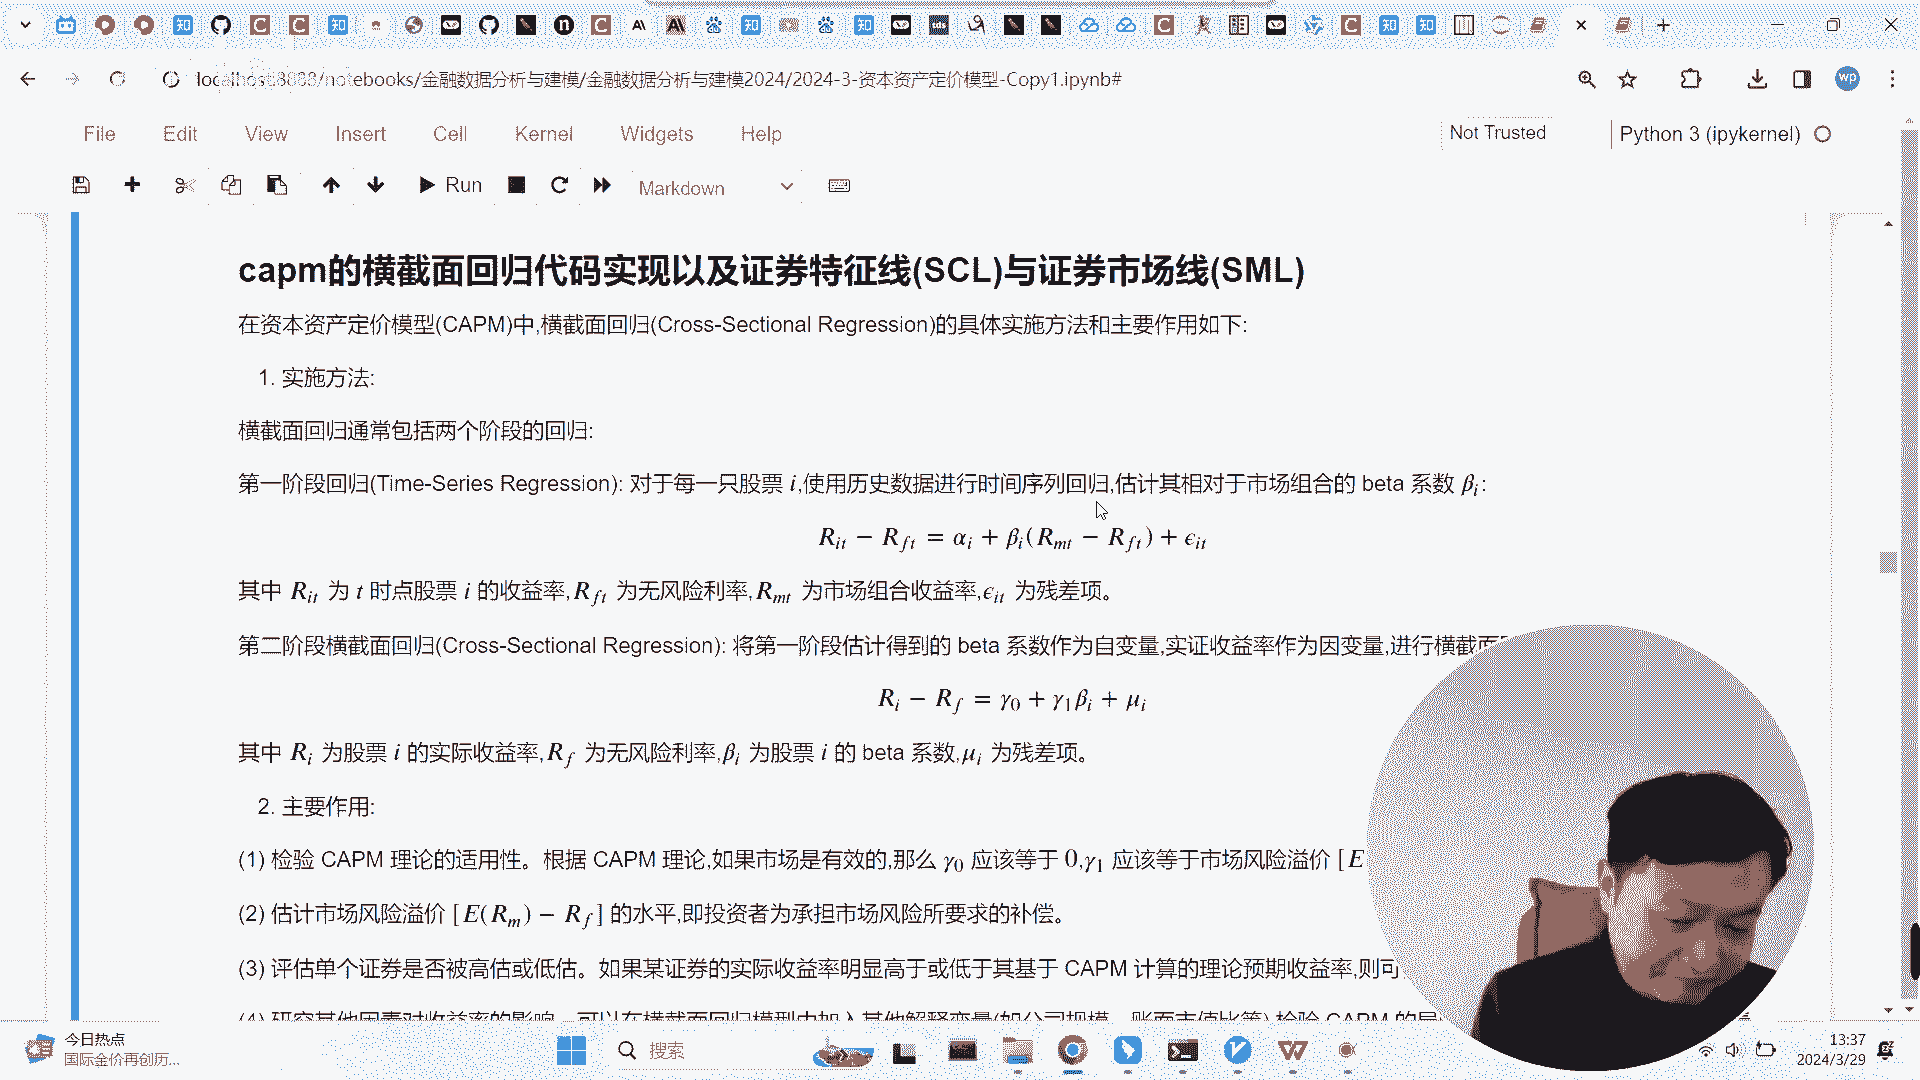 localhost:8888/notebooks/金融数据分析与建模/金融数据分析与建模2024/2024-3-资本资产定价模型-Copy1.ipynb#
wp
File Edit View Insert Cell Kernel Widgets Help
Not Trusted
Python 3 (ipykernel)
Run
Markdown
capm的横截面回归代码实现以及证券特征线(SCL)与证券市场线(SML)
在资本资产定价模型(CAPM)中,横截面回归(Cross-Sectional Regression)的具体实施方法和主要作用如下:
1. 实施方法:
横截面回归通常包括两个阶段的回归:
第一阶段回归(Time-Series Regression): 对于每一只股票 i,使用历史数据进行时间序列回归,估计其相对于市场组合的 beta 系数 βᵢ:
R_{it} − R_{ft} = α_i + β_i(R_{mt} − R_{ft}) + ϵ_{it}
其中 R_{it} 为 t 时点股票 i 的收益率,R_{ft} 为无风险利率,R_{mt} 为市场组合收益率,ϵ_{it} 为残差项。
第二阶段横截面回归(Cross-Sectional Regression): 将第一阶段估计得到的 beta 系数作为自变量,实证收益率作为因变量,进行横截面
R_i − R_f = γ_0 + γ_1β_i + μ_i
其中 R_i 为股票 i 的实际收益率,R_f 为无风险利率,β_i 为股票 i 的 beta 系数,μ_i 为残差项。
2. 主要作用:
(1) 检验 CAPM 理论的适用性。根据 CAPM 理论,如果市场是有效的,那么 γ_0 应该等于 0,γ_1 应该等于市场风险溢价 [E
(2) 估计市场风险溢价 [E(R_m) − R_f] 的水平,即投资者为承担市场风险所要求的补偿。
(3) 评估单个证券是否被高估或低估。如果某证券的实际收益率明显高于或低于其基于 CAPM 计算的理论预期收益率,则可
(4) 研究其他因素对收益率的影响。可以在横截面回归模型中加入其他解释变量(如公司规模、账面市值比等),检验 CAPM 的
今日热点
国际金价再创历...
搜索
13:37
2024/3/29